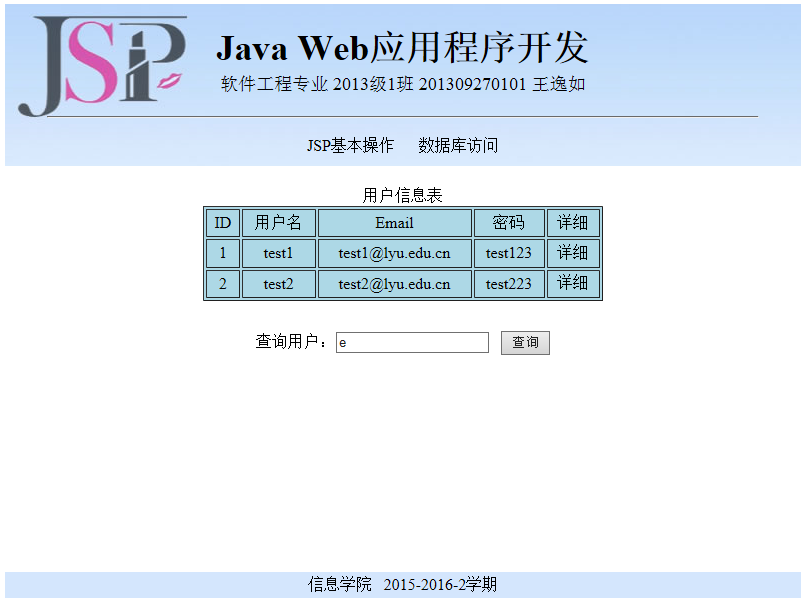 JSP
Java Web应用程序开发
软件工程专业 2013级1班 201309270101 王逸如
JSP基本操作 数据库访问
用户信息表
ID 用户名 Email 密码 详细
1 test1 test1@lyu.edu.cn test123 详细
2 test2 test2@lyu.edu.cn test223 详细
查询用户： e 查询
信息学院 2015-2016-2学期